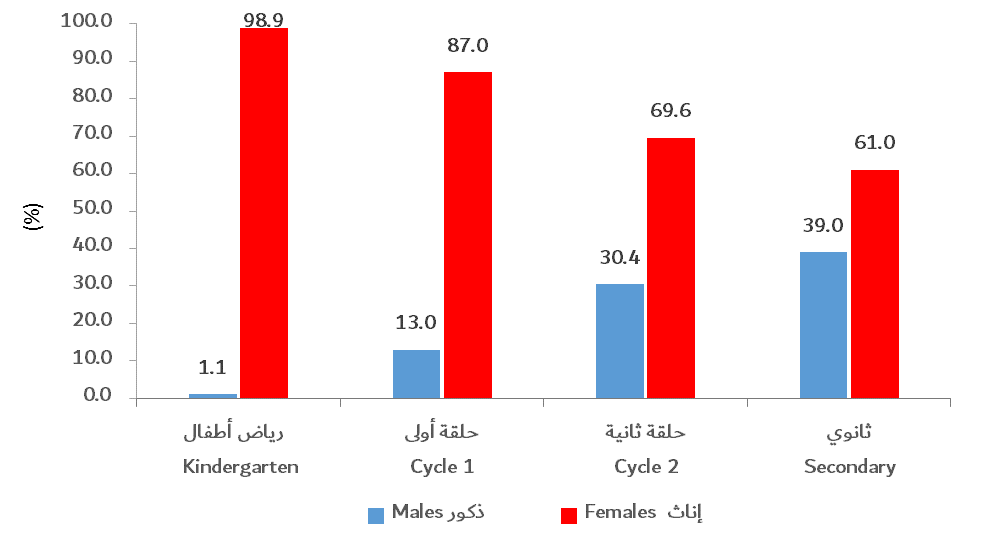 100.0
90.0
80.0
70.0
60.0
50.0
40.0
30.0
20.0
10.0
0.0
(%)
98.9
87.0
69.6
61.0
39.0
30.4
13.0
1.1
رياض أطفال
Kindergarten
حلقة أولى
Cycle 1
حلقة ثانية
Cycle 2
ثانوي
Secondary
Males ذكور
Females إناث